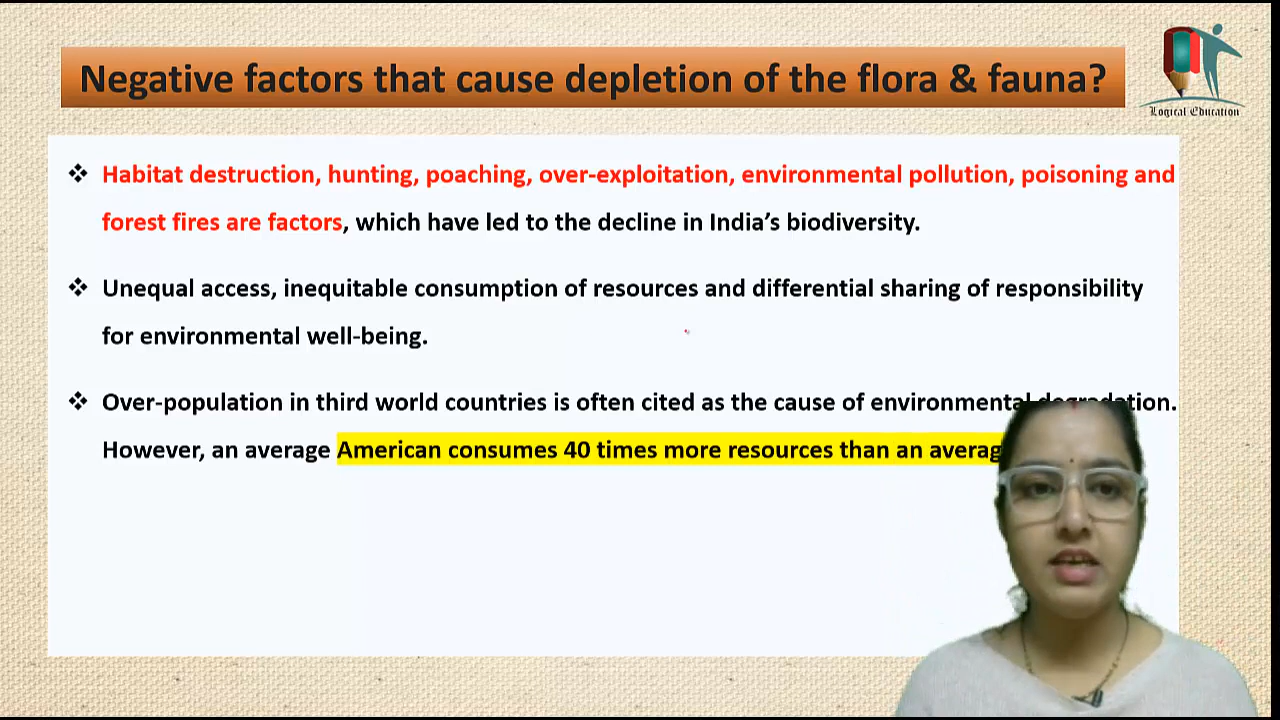 Negative factors that cause depletion of the flora & fauna?
Logical Education
❖ Habitat destruction, hunting, poaching, over-exploitation, environmental pollution, poisoning and
forest fires are factors, which have led to the decline in India’s biodiversity.
❖ Unequal access, inequitable consumption of resources and differential sharing of responsibility
for environmental well-being.
❖ Over-population in third world countries is often cited as the cause of environmental degradation.
However, an average American consumes 40 times more resources than an average